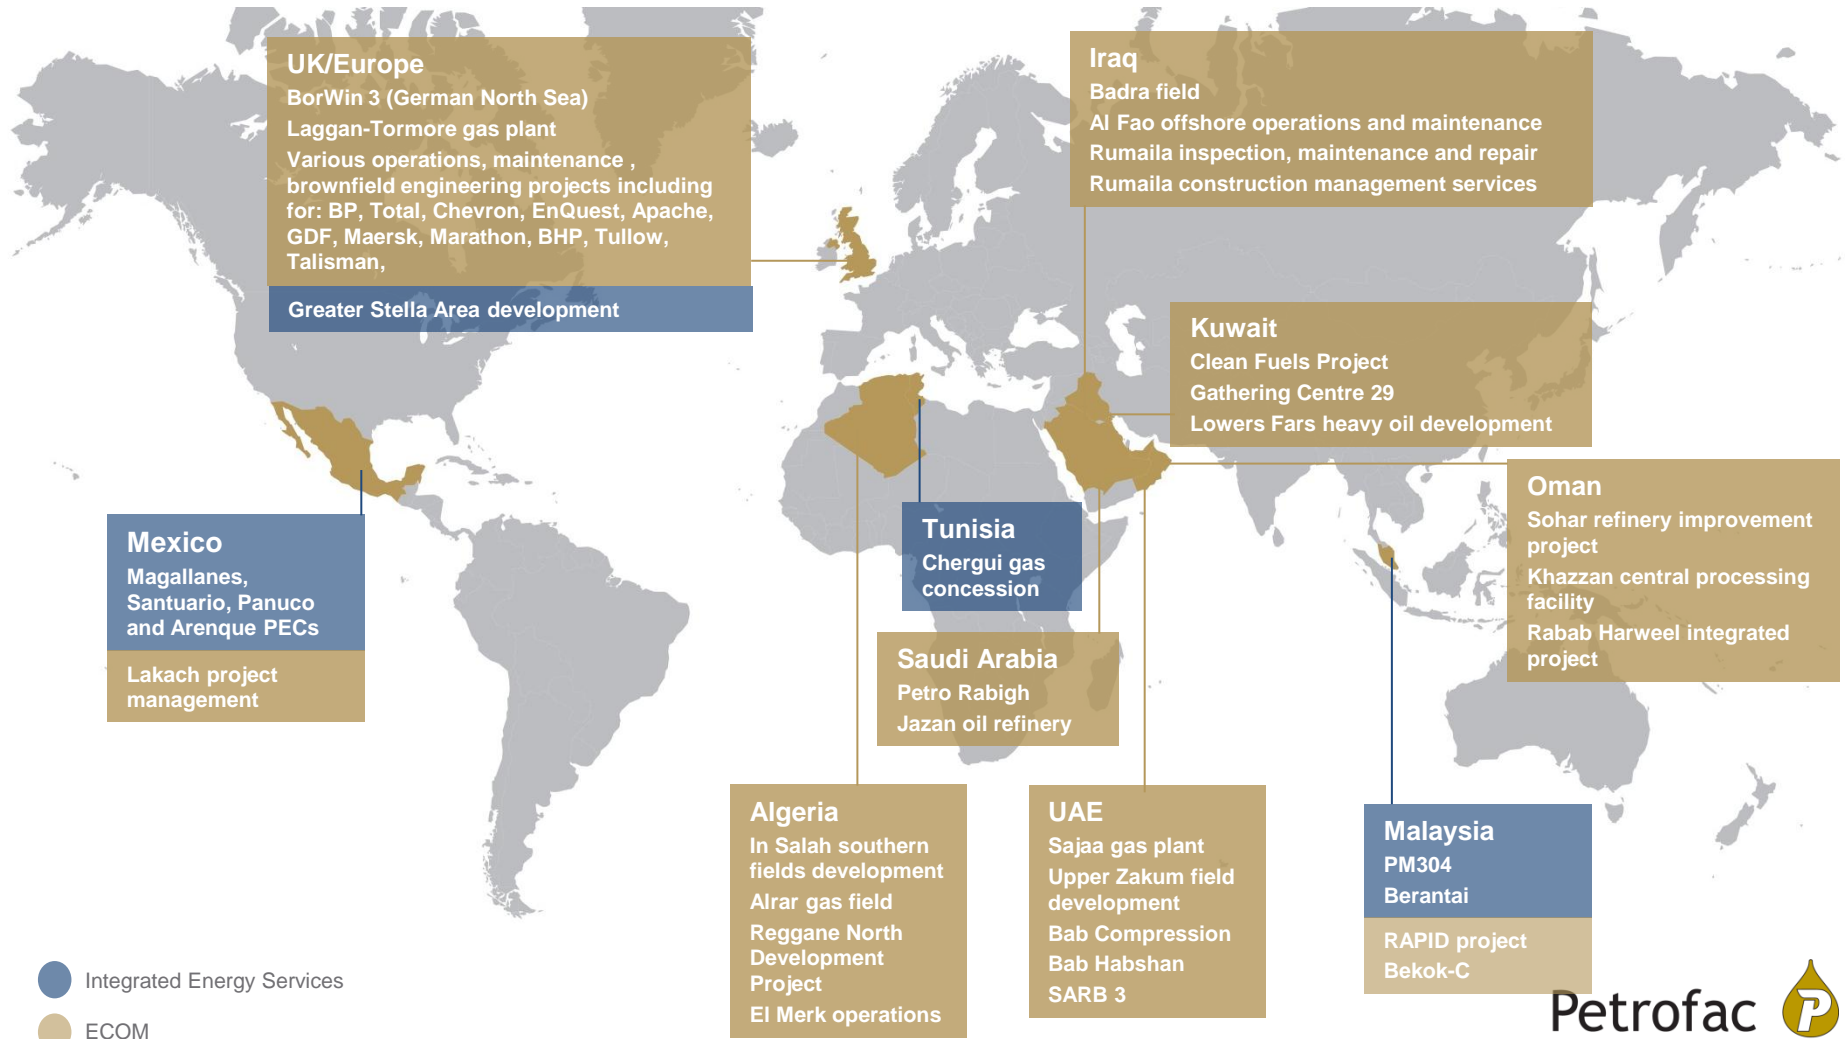 UK/Europe
BorWin 3 (German North Sea)
Laggan-Tormore gas plant
Various operations, maintenance ,
brownfield engineering projects including
for: BP, Total, Chevron, EnQuest, Apache,
GDF, Maersk, Marathon, BHP, Tullow,
Talisman,
Greater Stella Area development
Iraq
Badra field
Al Fao offshore operations and maintenance
Rumaila inspection, maintenance and repair
Rumaila construction management services
Kuwait
Clean Fuels Project
Gathering Centre 29
Lowers Fars heavy oil development
Oman
Sohar refinery improvement
project
Khazzan central processing
facility
Rabab Harweel integrated
project
Mexico
Magallanes,
Santuario, Panuco
and Arenque PECs
Lakach project
management
Tunisia
Chergui gas
concession
Saudi Arabia
Petro Rabigh
Jazan oil refinery
Algeria
In Salah southern
fields development
Alrar gas field
Reggane North
Development
Project
El Merk operations
UAE
Sajaa gas plant
Upper Zakum field
development
Bab Compression
Bab Habshan
SARB 3
Malaysia
PM304
Berantai
RAPID project
Bekok-C
Integrated Energy Services
ECOM
Petrofac
P